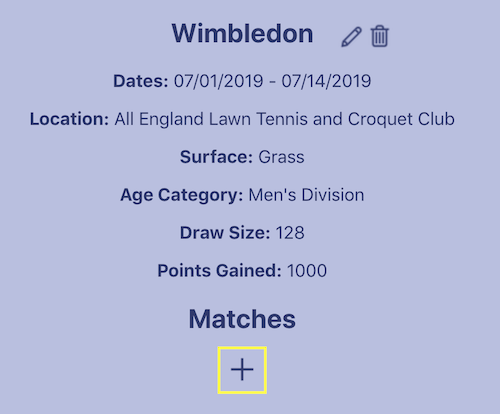 Wimbledon
Dates: 07/01/2019 - 07/14/2019
Location: All England Lawn Tennis and Croquet Club
Surface: Grass
Age Category: Men's Division
Draw Size: 128
Points Gained: 1000
Matches